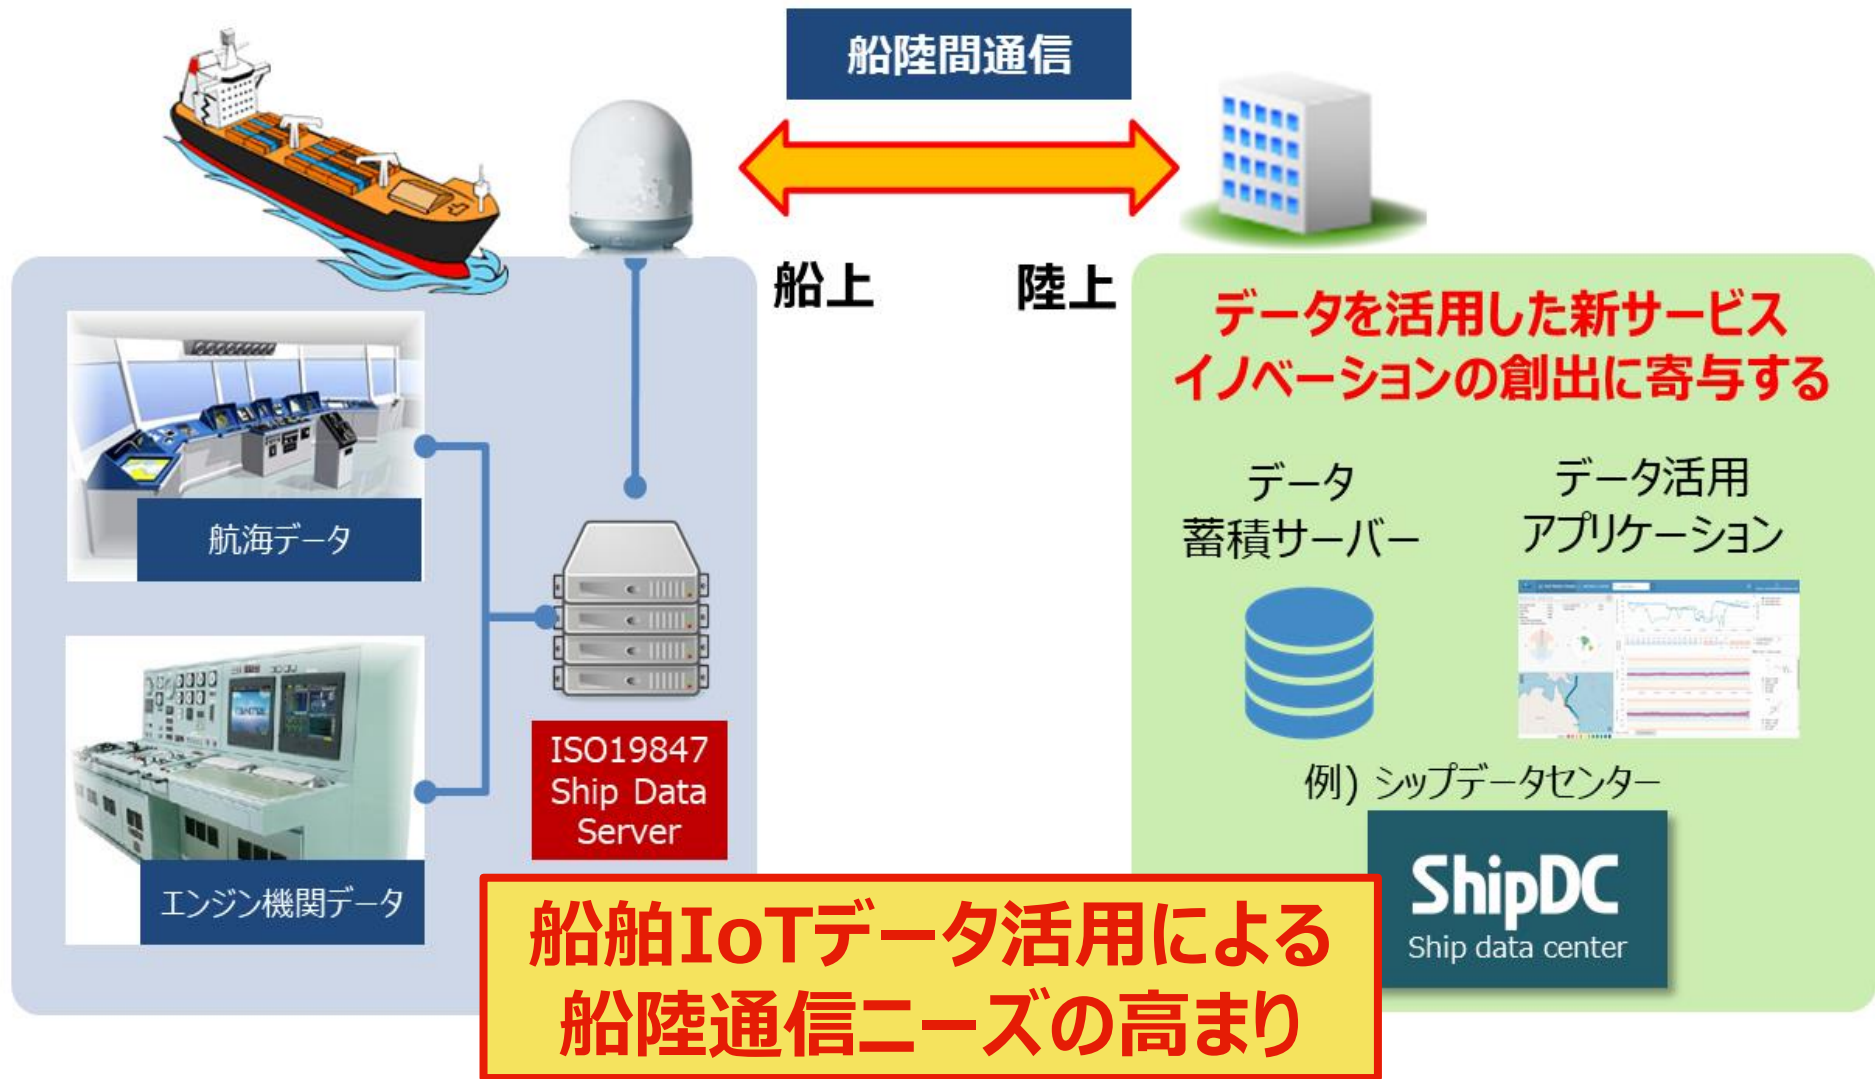 船陸間通信
船上
陸上
データを活用した新サービス
イノベーションの創出に寄与する
航海データ
エンジン機関データ
ISO19847
Ship Data
Server
データ
蓄積サーバー
データ活用
アプリケーション
例) シップデータセンター
ShipDC
Ship data center
船舶IoTデータ活用による
船陸通信ニーズの高まり